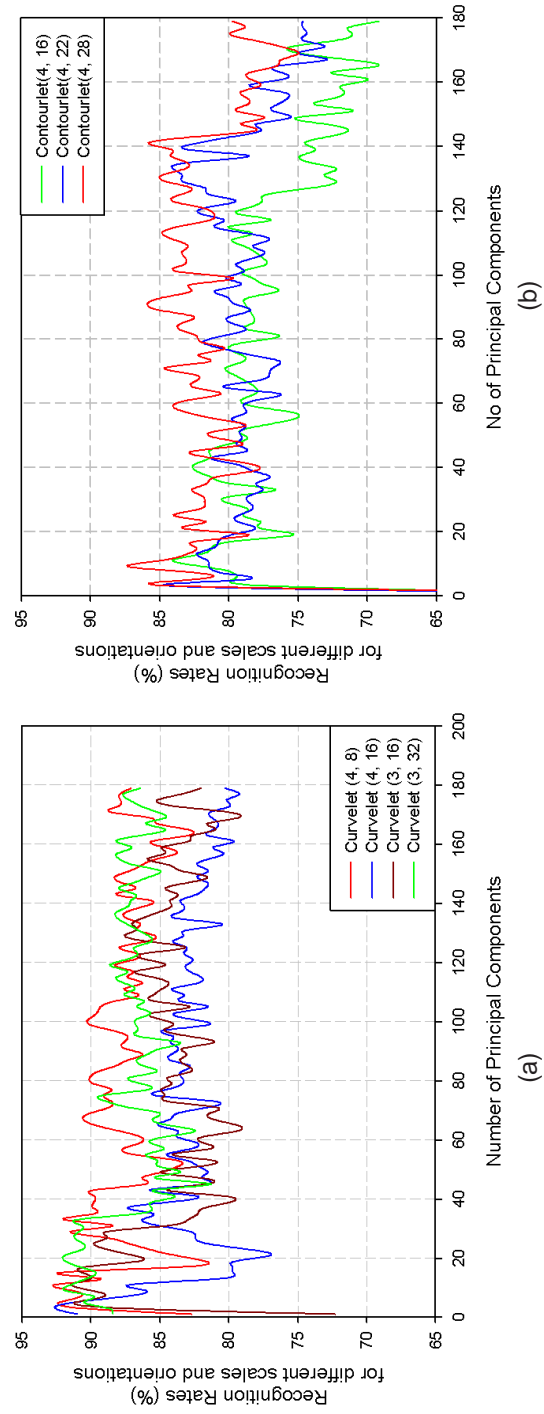 95
90
85
80
75
70
65
Recognition Rates (%)
for different scales and orientations
0
20
40
60
80
100
120
140
160
180
200
Number of Principal Components
Curvelet (4, 8)
Curvelet (4, 16)
Curvelet (3, 16)
Curvelet (3, 32)
(a)
95
90
85
80
75
70
65
Recognition Rates (%)
for different scales and orientations
0
20
40
60
80
100
120
140
160
180
No of Principal Components
Contourlet(4, 16)
Contourlet(4, 22)
Contourlet(4, 28)
(b)